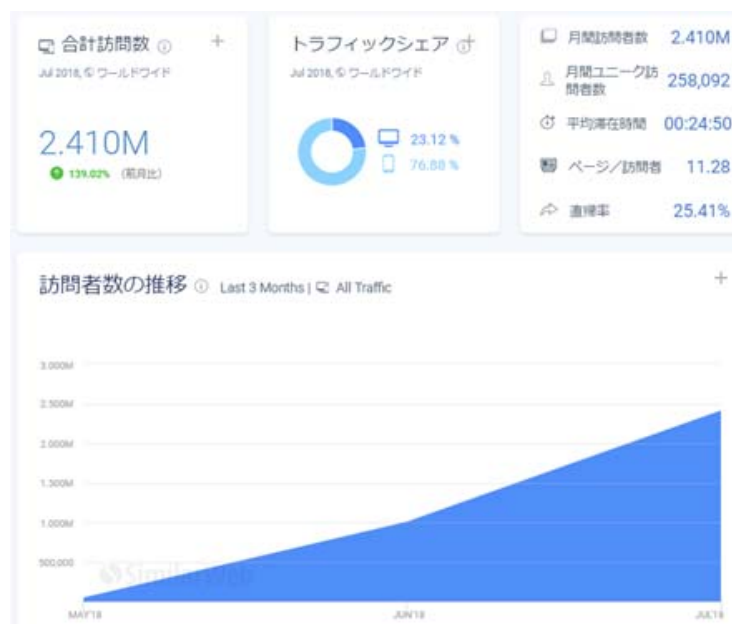 合計訪問数
Jul 2018, ワールドワイド
2.410M
139.02% (前月比)
トラフィックシェア
Jul 2018, ワールドワイド
23.12 %
76.88 %
月間訪問者数 2.410M
月間ユニーク訪
問者数 258,092
平均滞在時間 00:24:50
ページ/訪問者 11.28
直帰率 25.41%
訪問者数の推移 Last 3 Months | All Traffic
3.000M
2.500M
2.000M
1.500M
1.000M
500,000
SimilarWeb
MAY'18 JUN'18 JUL'18